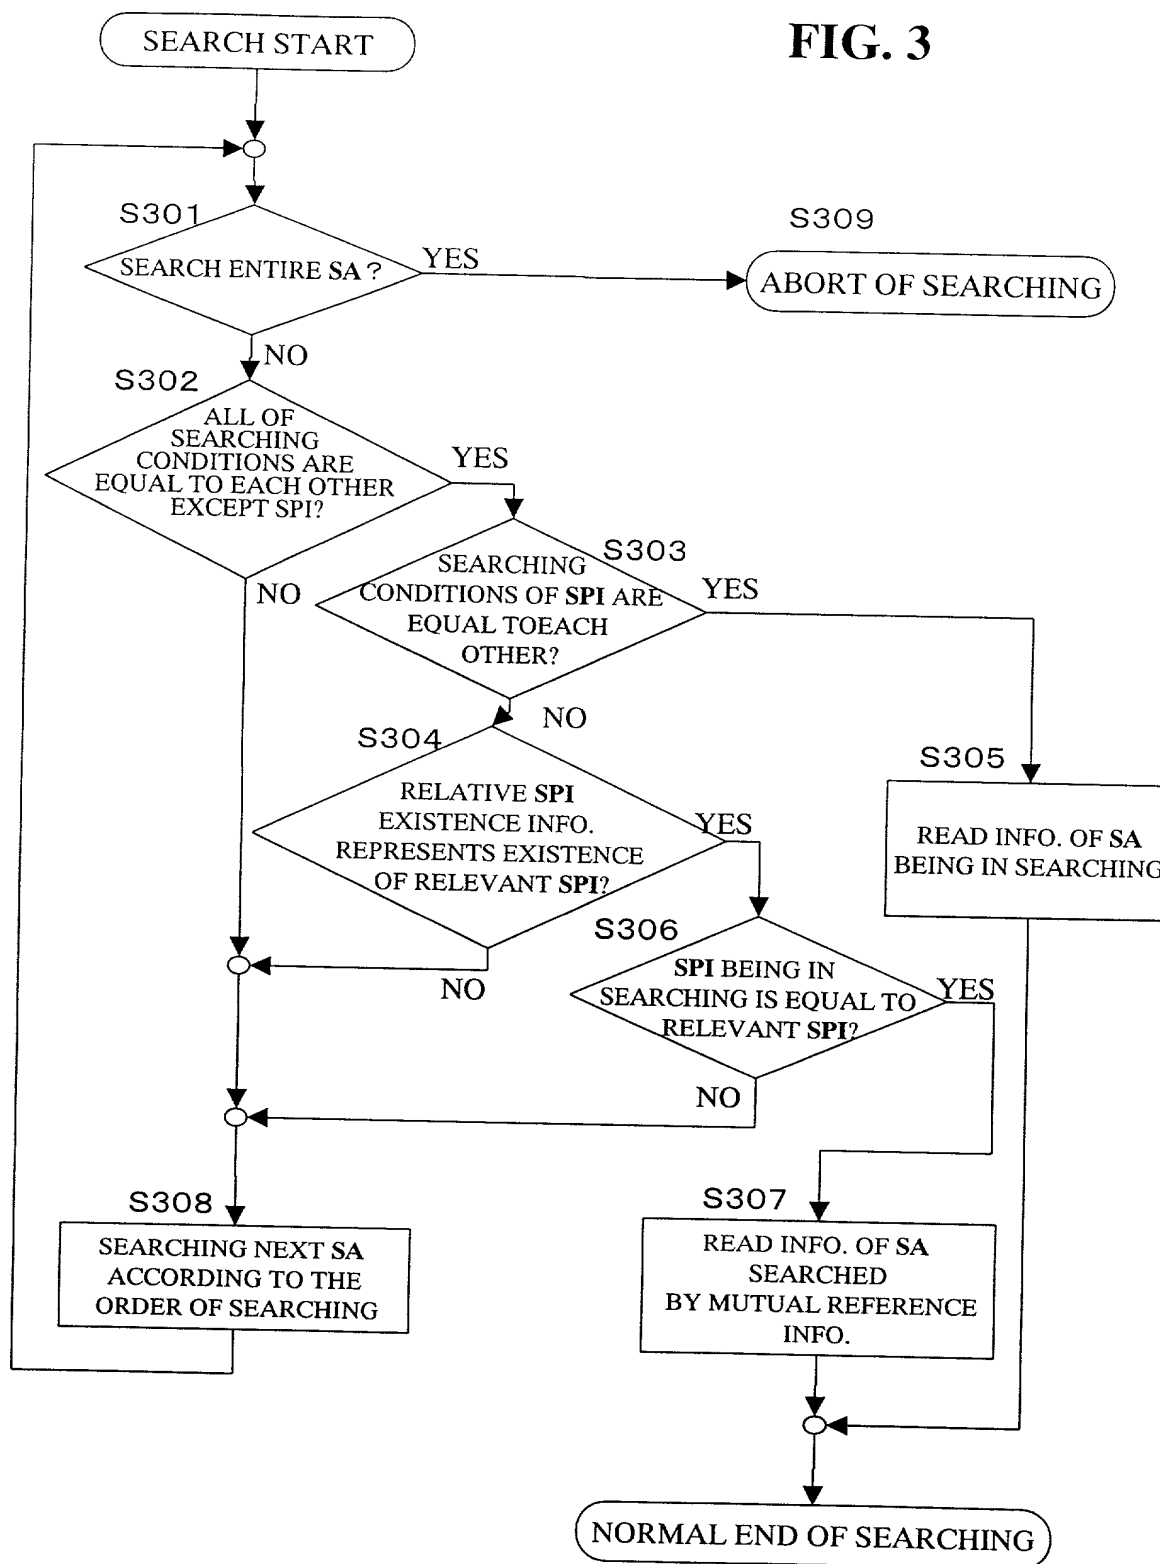 FIG. 3
SEARCH START
S301
SEARCH ENTIRE SA?
YES
S309
ABORT OF SEARCHING
NO
S302
ALL OF
SEARCHING
CONDITIONS ARE
EQUAL TO EACH OTHER
EXCEPT SPI?
YES
NO
S303
SEARCHING
CONDITIONS OF SPI ARE
EQUAL TOEACH
OTHER?
YES
NO
S304
RELATIVE SPI
EXISTENCE INFO.
REPRESENTS EXISTENCE
OF RELEVANT SPI?
YES
NO
S305
READ INFO. OF SA
BEING IN SEARCHING
S306
SPI BEING IN
SEARCHING IS EQUAL TO
RELEVANT SPI?
YES
NO
S308
SEARCHING NEXT SA
ACCORDING TO THE
ORDER OF SEARCHING
S307
READ INFO. OF SA
SEARCHED
BY MUTUAL REFERENCE
INFO.
NORMAL END OF SEARCHING